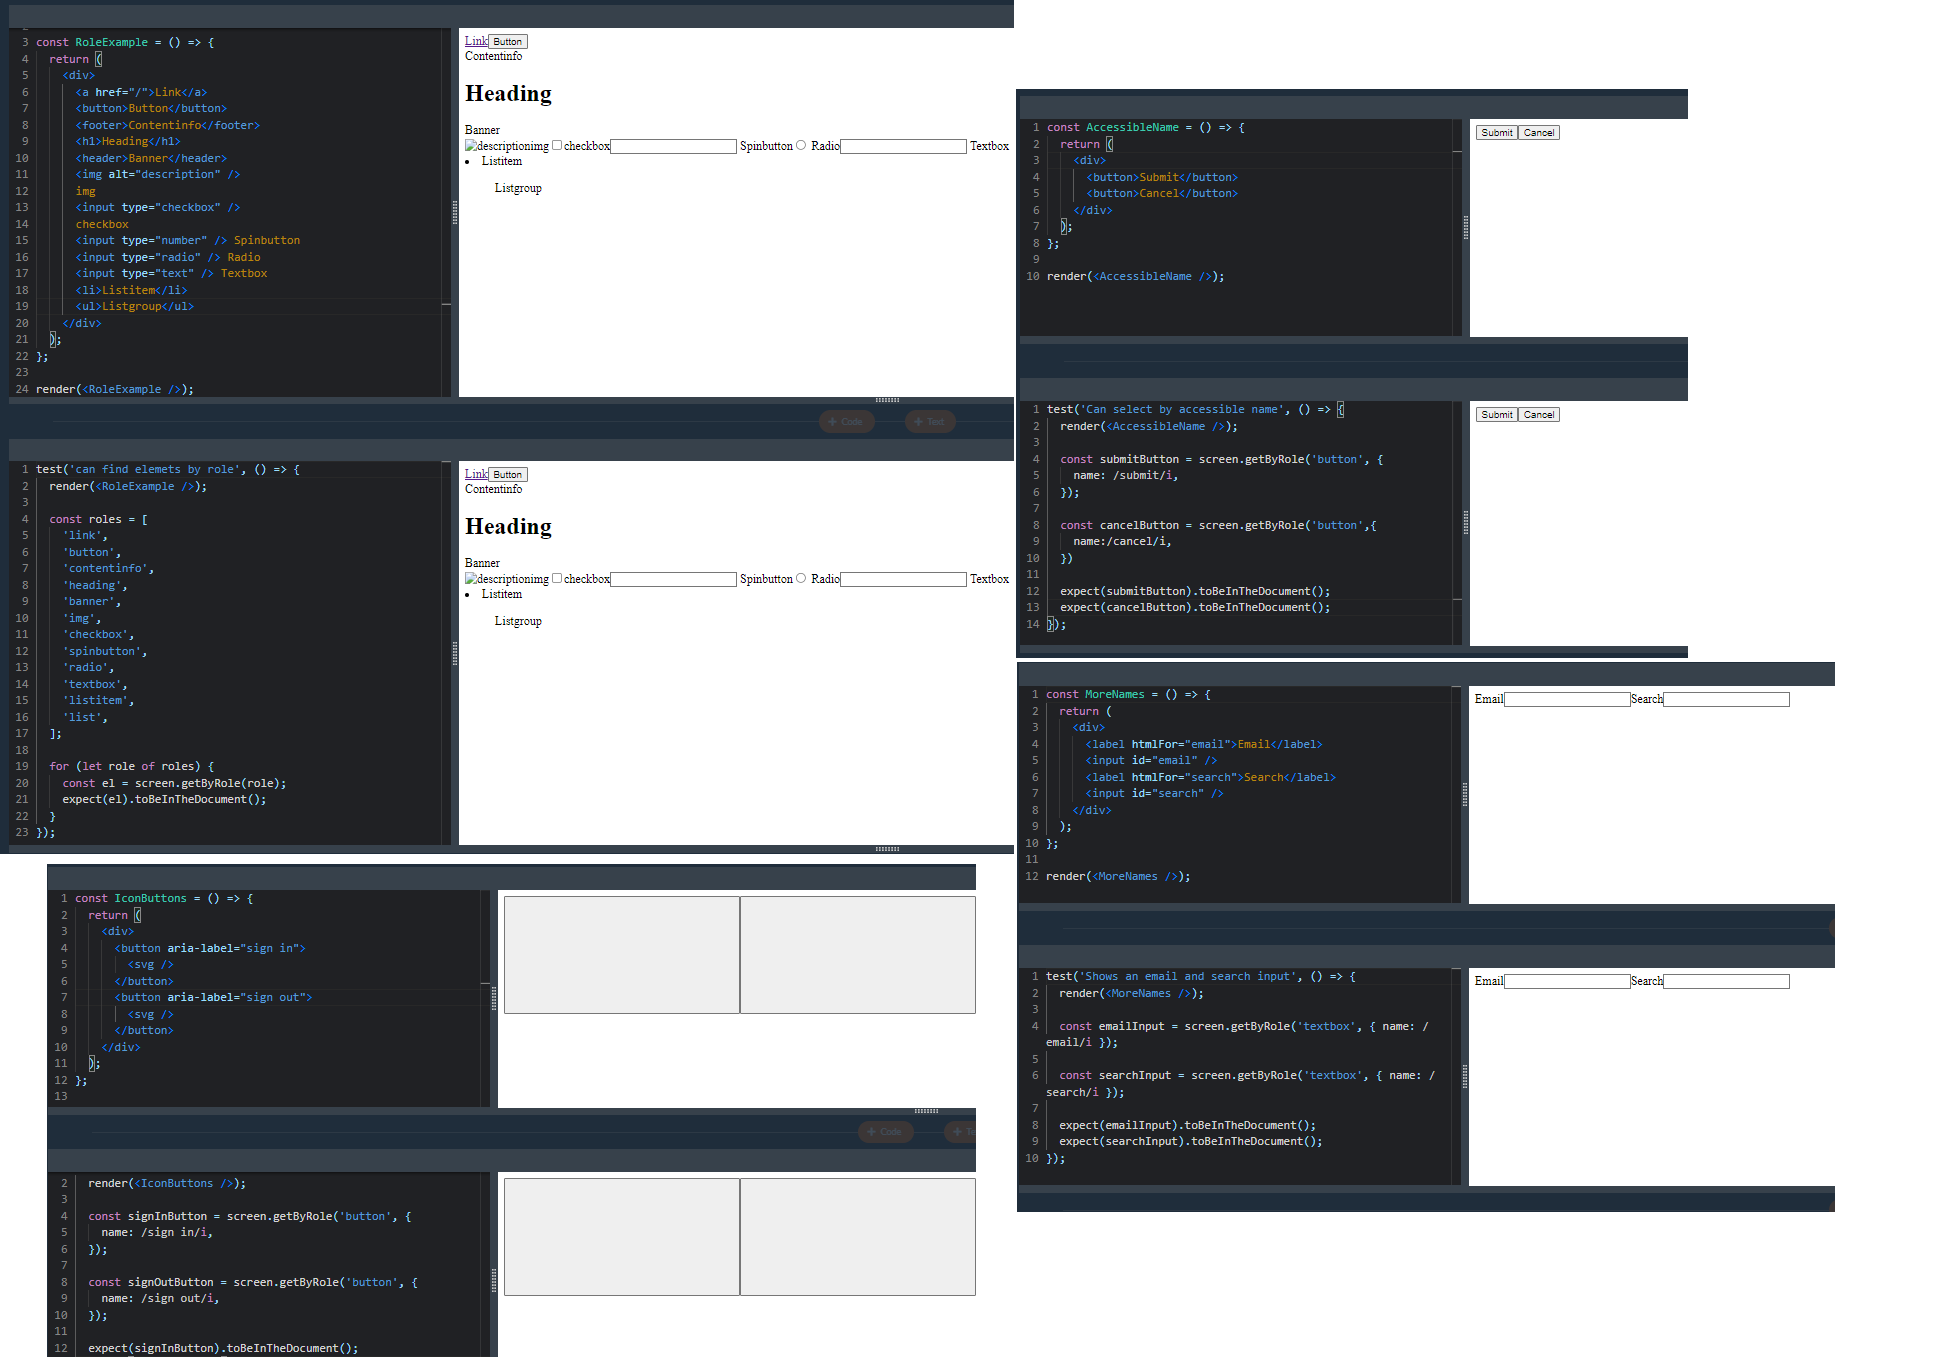 3 const RoleExample = () => {
4 return (
5 <div>
6 <a href="/">Link</a>
7 <button>Button</button>
8 <footer>Contentinfo</footer>
9 <h1>Heading</h1>
10 <header>Banner</header>
11 <img alt="description" />
12 img
13 <input type="checkbox" />
14 checkbox
15 <input type="number" /> Spinbutton
16 <input type="radio" /> Radio
17 <input type="text" /> Textbox
18 <li>Listitem</li>
19 <ul>Listgroup</ul>
20 </div>
21 );
22 };
23
24 render(<RoleExample />);
Link Button
Contentinfo
Heading
Banner
descriptionimg checkbox Spinbutton Radio Textbox
• Listitem
Listgroup
+ Code + Text
1 test('can find elemets by role', () => {
2 render(<RoleExample />);
3
4 const roles = [
5 'link',
6 'button',
7 'contentinfo',
8 'heading',
9 'banner',
10 'img',
11 'checkbox',
12 'spinbutton',
13 'radio',
14 'textbox',
15 'listitem',
16 'list',
17 ];
18
19 for (let role of roles) {
20 const el = screen.getByRole(role);
21 expect(el).toBeInTheDocument();
22 }
23 });
Link Button
Contentinfo
Heading
Banner
descriptionimg checkbox Spinbutton Radio Textbox
• Listitem
Listgroup
1 const AccessibleName = () => {
2 return (
3 <div>
4 <button>Submit</button>
5 <button>Cancel</button>
6 </div>
7 );
8 };
9
10 render(<AccessibleName />);
Submit Cancel
1 test('Can select by accessible name', () => {
2 render(<AccessibleName />);
3
4 const submitButton = screen.getByRole('button', {
5 name: /submit/i,
6 });
7
8 const cancelButton = screen.getByRole('button',{
9 name:/cancel/i,
10 })
11
12 expect(submitButton).toBeInTheDocument();
13 expect(cancelButton).toBeInTheDocument();
14 });
Submit Cancel
1 const MoreNames = () => {
2 return (
3 <div>
4 <label htmlFor="email">Email</label>
5 <input id="email" />
6 <label htmlFor="search">Search</label>
7 <input id="search" />
8 </div>
9 );
10 };
11
12 render(<MoreNames />);
Email Search
1 test('Shows an email and search input', () => {
2 render(<MoreNames />);
3
4 const emailInput = screen.getByRole('textbox', { name: /
email/i });
5
6 const searchInput = screen.getByRole('textbox', { name: /
search/i });
7
8 expect(emailInput).toBeInTheDocument();
9 expect(searchInput).toBeInTheDocument();
10 });
Email Search
1 const IconButtons = () => {
2 return (
3 <div>
4 <button aria-label="sign in">
5 <svg />
6 </button>
7 <button aria-label="sign out">
8 <svg />
9 </button>
10 </div>
11 );
12 };
13
+ Code + Te
2 render(<IconButtons />);
3
4 const signInButton = screen.getByRole('button', {
5 name: /sign in/i,
6 });
7
8 const signOutButton = screen.getByRole('button', {
9 name: /sign out/i,
10 });
11
12 expect(signInButton).toBeInTheDocument();